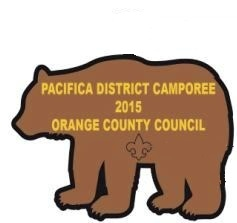 PACIFICA DISTRICT CAMPOREE
2015
ORANGE COUNTY COUNCIL